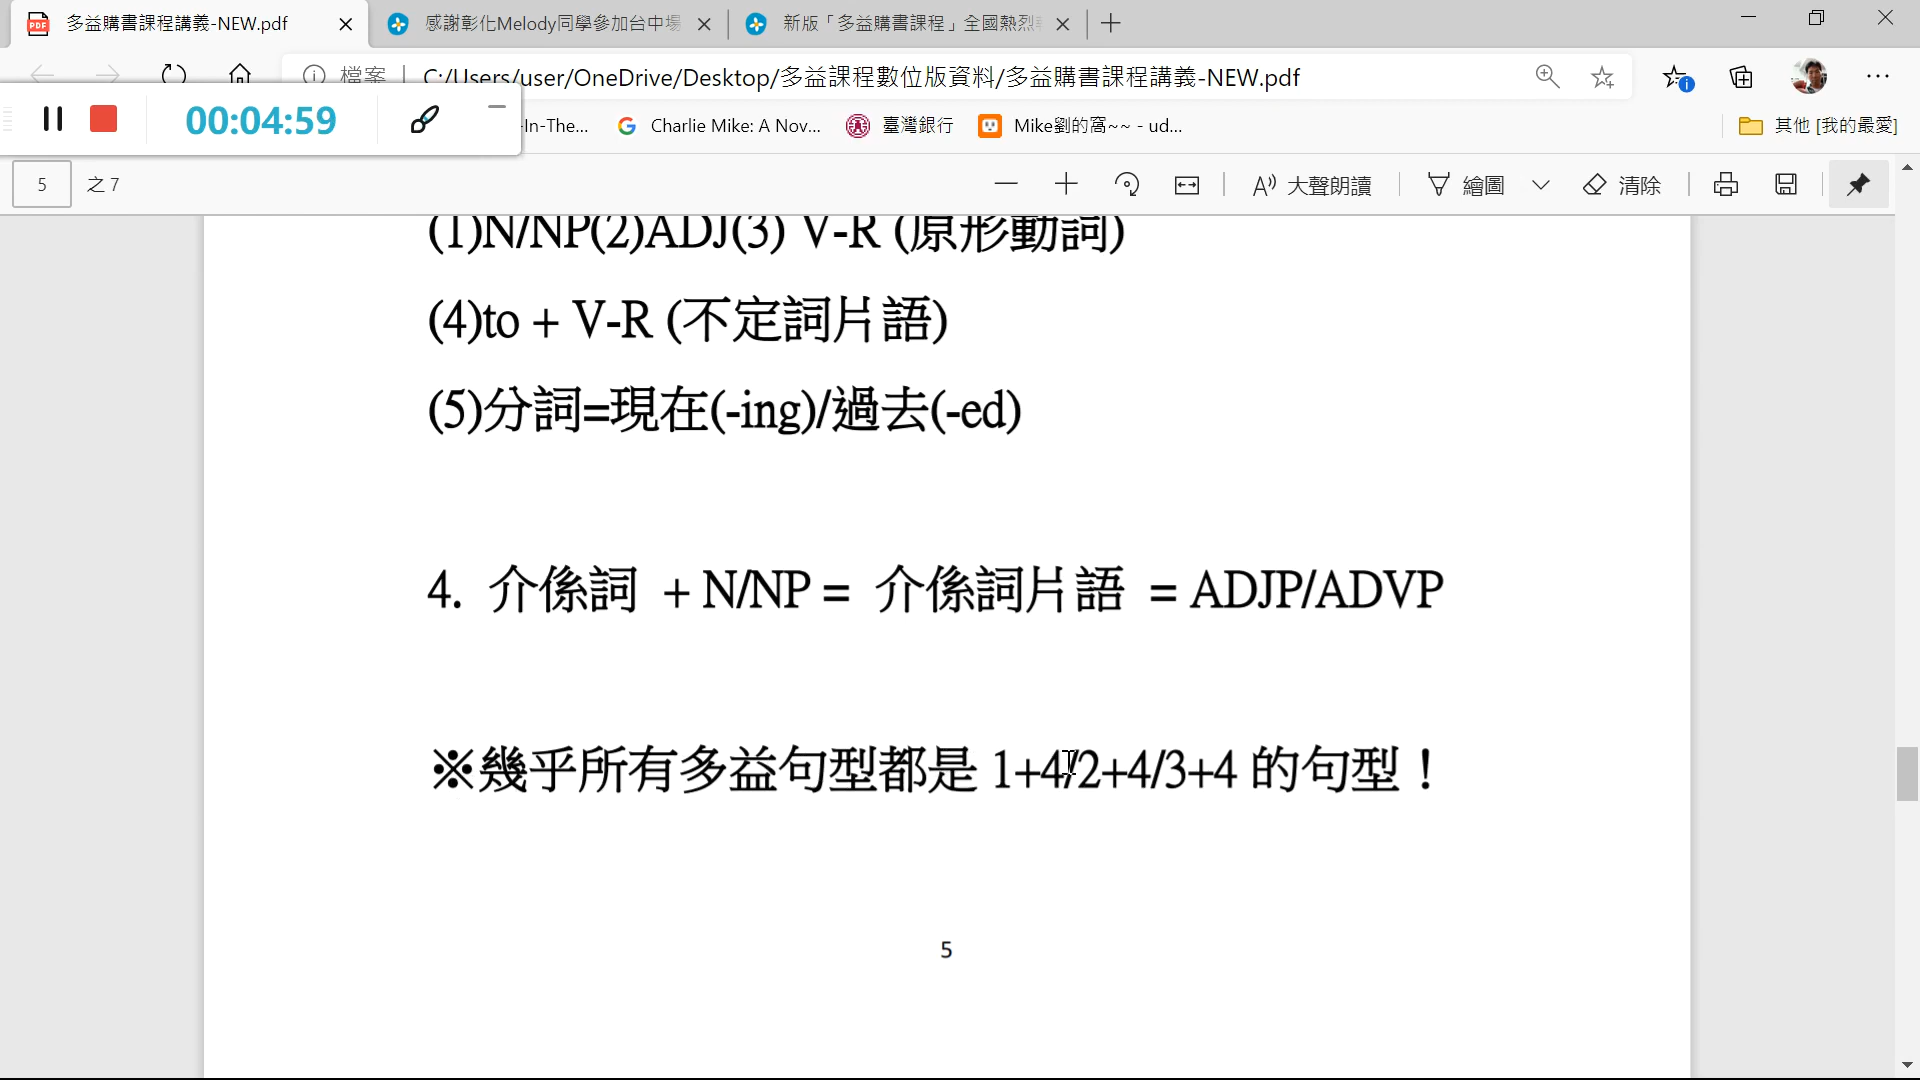 多益購書課程講義-NEW.pdf
感謝彰化Melody同學參加台中場
新版「多益購書課程」全國熱烈
檔案 | C:/Users/user/OneDrive/Desktop/多益課程數位版資料/多益購書課程講義-NEW.pdf
00:04:59
-In-The...
Charlie Mike: A Nov...
臺灣銀行
Mike劉的窩~~ - ud...
其他 [我的最愛]
5 之 7
大聲朗讀
繪圖
清除
(1)N/NP(2)ADJ(3) V-R (原形動詞)
(4)to + V-R (不定詞片語)
(5)分詞=現在(-ing)/過去(-ed)
4. 介係詞 + N/NP = 介係詞片語 = ADJP/ADVP
※幾乎所有多益句型都是 1+4/2+4/3+4 的句型！
5